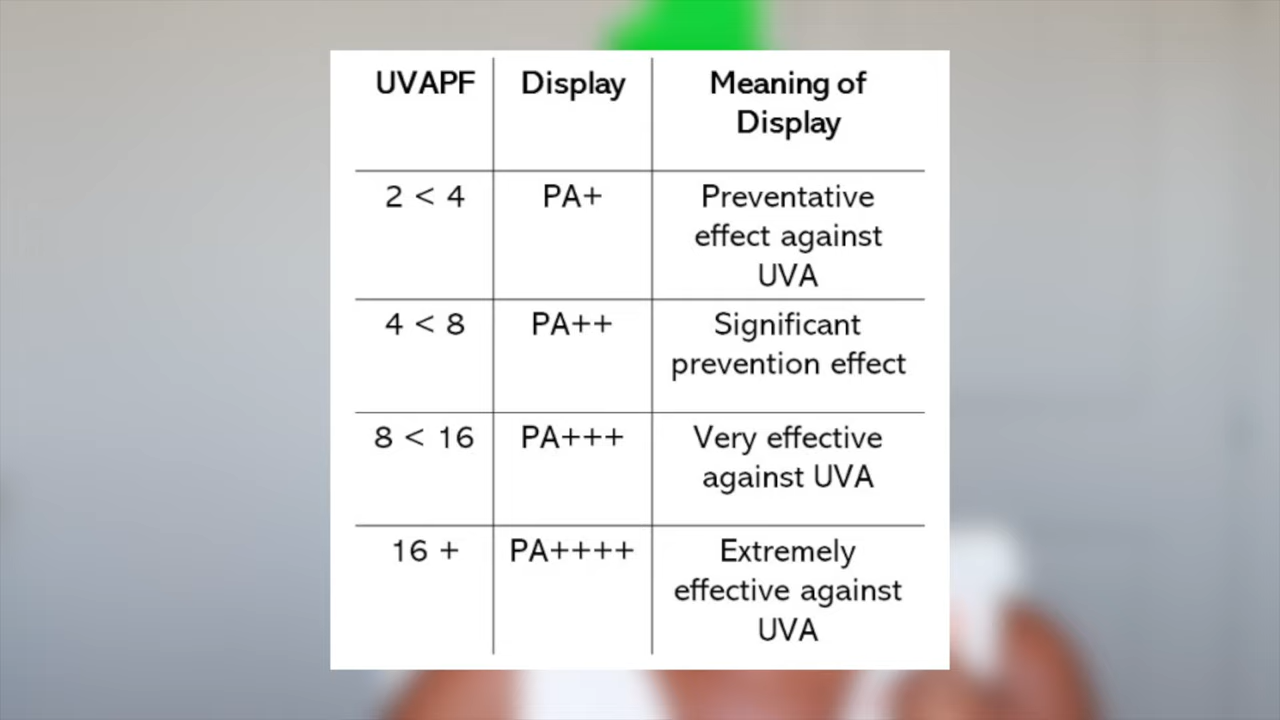 UVAPF Display Meaning of
Display
2 < 4 PA+ Preventative
effect against
UVA
4 < 8 PA++ Significant
prevention effect
8 < 16 PA+++ Very effective
against UVA
16 + PA++++ Extremely
effective against
UVA